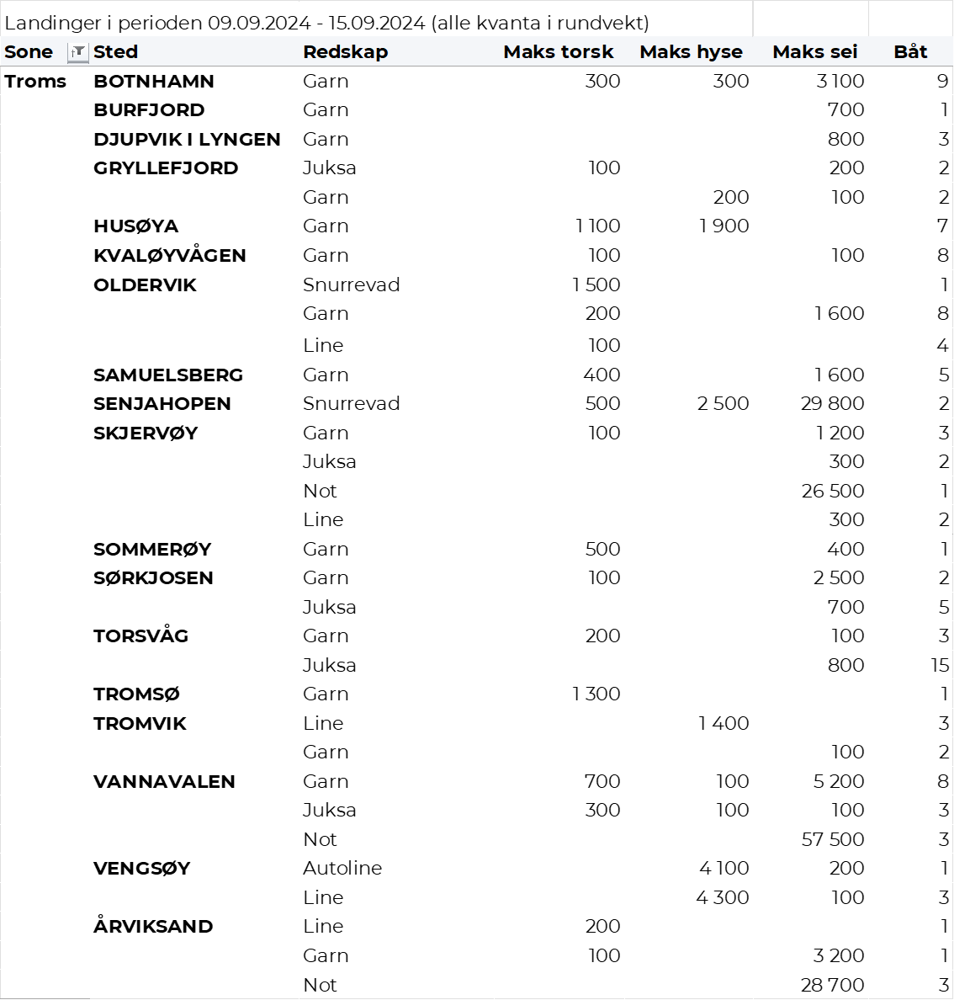 Landinger i perioden 09.09.2024 - 15.09.2024 (alle kvanta i rundvekt)
Sone Sted Redskap Maks torsk Maks hyse Maks sei Båt
Troms BOTNHAMN Garn 300 300 3 100 9
BURFJORD Garn 700 1
DJUPVIK I LYNGEN Garn 800 3
GRYLLEFJORD Juksa 100 200 2
Garn 200 100 2
HUSØYA Garn 1 100 1 900 7
KVALØYVÅGEN Garn 100 100 8
OLDERVIK Snurrevad 1 500 1
Garn 200 1 600 8
Line 100 4
SAMUELSBERG Garn 400 1 600 5
SENJAHOPEN Snurrevad 500 2 500 29 800 2
SKJERVØY Garn 100 1 200 3
Juksa 300 2
Not 26 500 1
Line 300 2
SOMMERØY Garn 500 400 1
SØRKJOSEN Garn 100 2 500 2
Juksa 700 5
TORSVÅG Garn 200 100 3
Juksa 800 15
TROMSØ Garn 1 300 1
TROMVIK Line 1 400 3
Garn 100 2
VANNAVALEN Garn 700 100 5 200 8
Juksa 300 100 100 3
Not 57 500 3
VENGSØY Autoline 4 100 200 1
Line 4 300 100 3
ÅRVIKSAND Line 200 1
Garn 100 3 200 1
Not 28 700 3